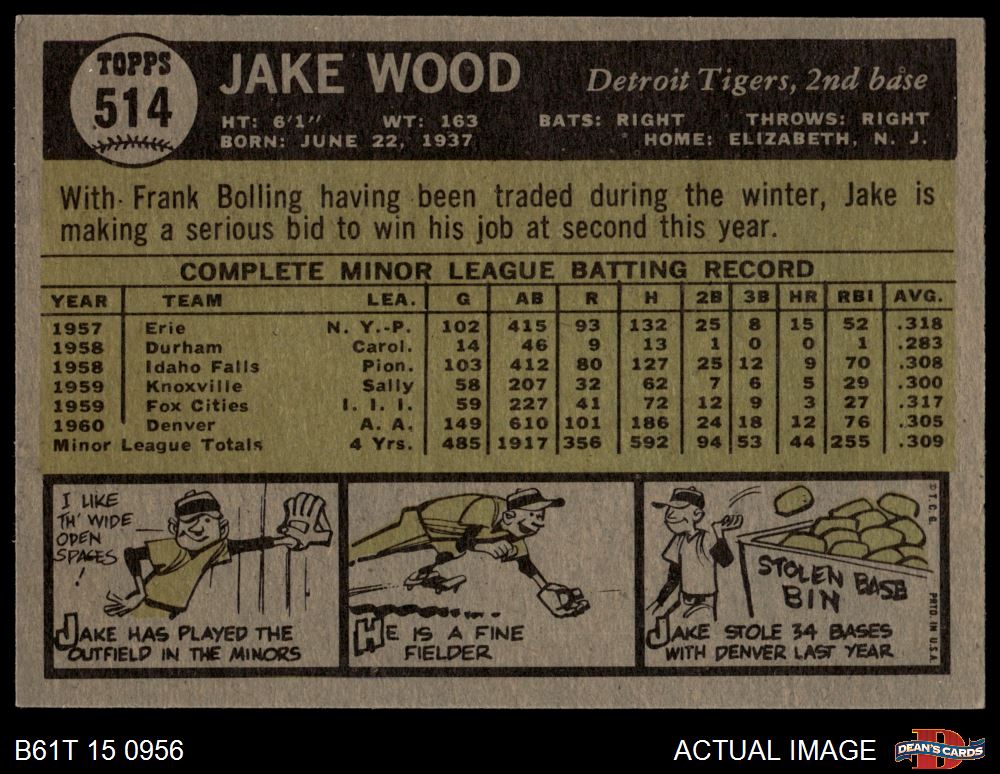 TOPPS
514
JAKE WOOD
Detroit Tigers, 2nd base
HT: 6'1" WT: 163 BATS: RIGHT THROWS: RIGHT
BORN: JUNE 22, 1937 HOME: ELIZABETH, N. J.
With Frank Bolling having been traded during the winter, Jake is
making a serious bid to win his job at second this year.
COMPLETE MINOR LEAGUE BATTING RECORD
YEAR TEAM LEA. G AB R H 2B 3B HR RBI AVG.
1957 Erie N. Y.-P. 102 415 93 132 25 8 15 52 .318
1958 Durham Carol. 14 46 9 13 1 0 0 1 .283
1958 Idaho Falls Pion. 103 412 80 127 25 12 9 70 .308
1959 Knoxville Sally 58 207 32 62 7 6 5 29 .300
1959 Fox Cities I. I. I. 59 227 41 72 12 9 3 27 .317
1960 Denver A. A. 149 610 101 186 24 18 12 76 .305
Minor League Totals 4 Yrs. 485 1917 356 592 94 53 44 255 .309
I LIKE
TH' WIDE
OPEN
SPACES
!
JAKE HAS PLAYED THE
OUTFIELD IN THE MINORS
HE IS A FINE
FIELDER
STOLEN BASE
BIN
JAKE STOLE 34 BASES
WITH DENVER LAST YEAR
© T. C. G.
PRTD IN U.S.A.
B61T 15 0956
ACTUAL IMAGE
D
DEAN'S CARDS